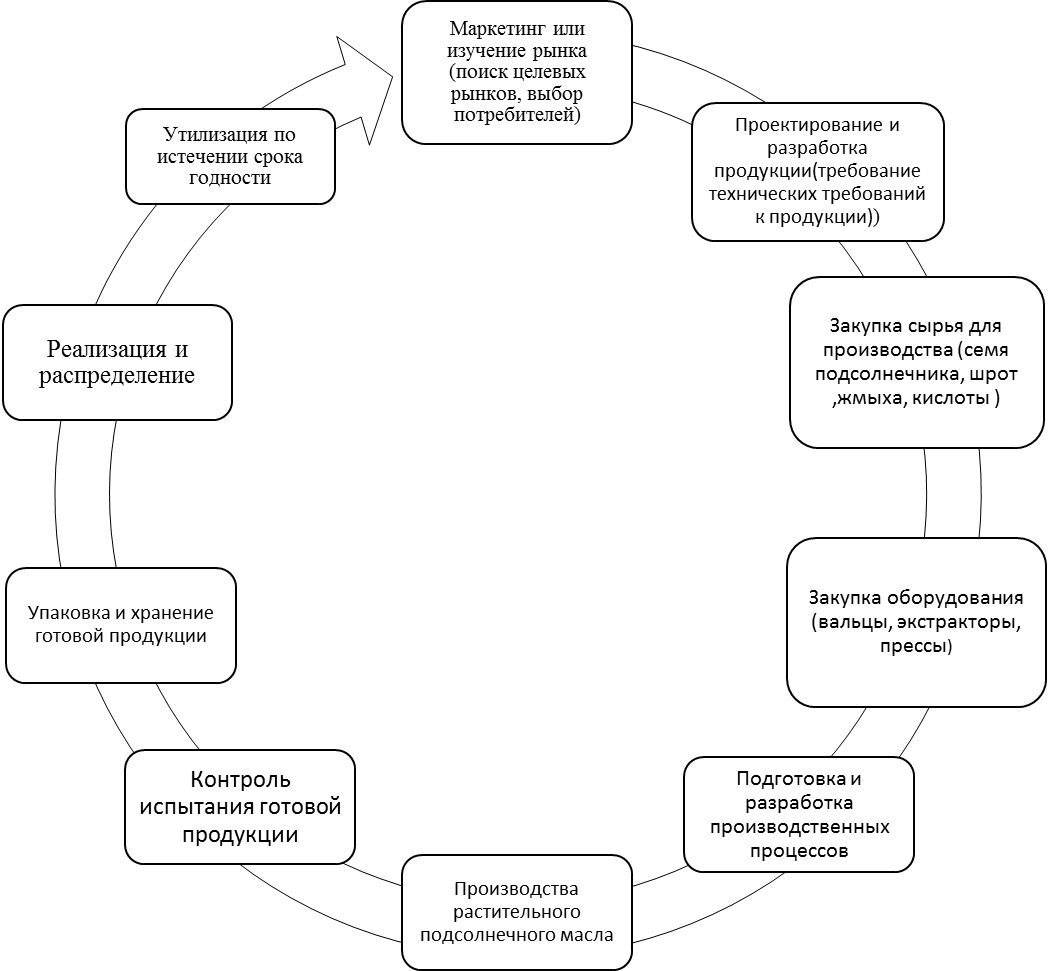 Маркетинг или
изучение рынка
(поиск целевых
рынков, выбор
потребителей)
Проектирование и
разработка
продукции(требование
технических требований
к продукции))
Закупка сырья для
производства (семя
подсолнечника, шрот
,жмыха, кислоты )
Закупка оборудования
(вальцы, экстракторы,
прессы)
Подготовка и
разработка
производственных
процессов
Производства
растительного
подсолнечного масла
Контроль
испытания готовой
продукции
Упаковка и хранение
готовой продукции
Реализация и
распределение
Утилизация по
истечении срока
годности